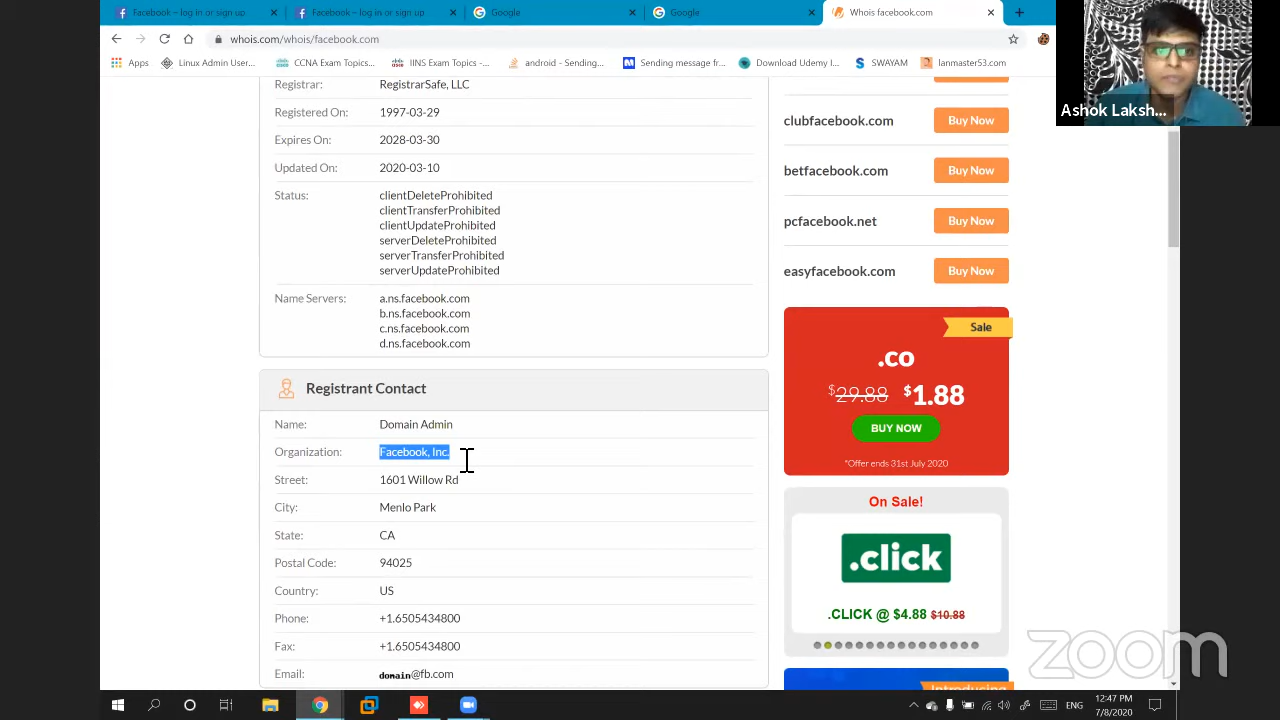 Facebook – log in or sign up
Facebook – log in or sign up
Google
Google
Whois facebook.com
whois.com/whois/facebook.com
Apps
Linux Admin User...
CCNA Exam Topics...
IINS Exam Topic -...
android - Sending...
Sending message fr...
Download Udemy I...
SWAYAM
lanmaster53.com
Ashok Laksh...
Registrar: RegistrarSafe, LLC
Registered On: 1997-03-29
Expires On: 2028-03-30
Updated On: 2020-03-10
Status: clientDeleteProhibited
clientTransferProhibited
clientUpdateProhibited
serverDeleteProhibited
serverTransferProhibited
serverUpdateProhibited
Name Servers: a.ns.facebook.com
b.ns.facebook.com
c.ns.facebook.com
d.ns.facebook.com
Registrant Contact
Name: Domain Admin
Organization: Facebook, Inc.
Street: 1601 Willow Rd
City: Menlo Park
State: CA
Postal Code: 94025
Country: US
Phone: +1.6505434800
Fax: +1.6505434800
Email: domain@fb.com
clubfacebook.com Buy Now
betfacebook.com Buy Now
pcfacebook.net Buy Now
easyfacebook.com Buy Now
Sale
.co
$29.88 $1.88
BUY NOW
*Offer ends 31st July 2020
On Sale!
.click
.CLICK @ $4.88 $10.88
Introducing
zoom
ENG
12:47 PM
7/8/2020